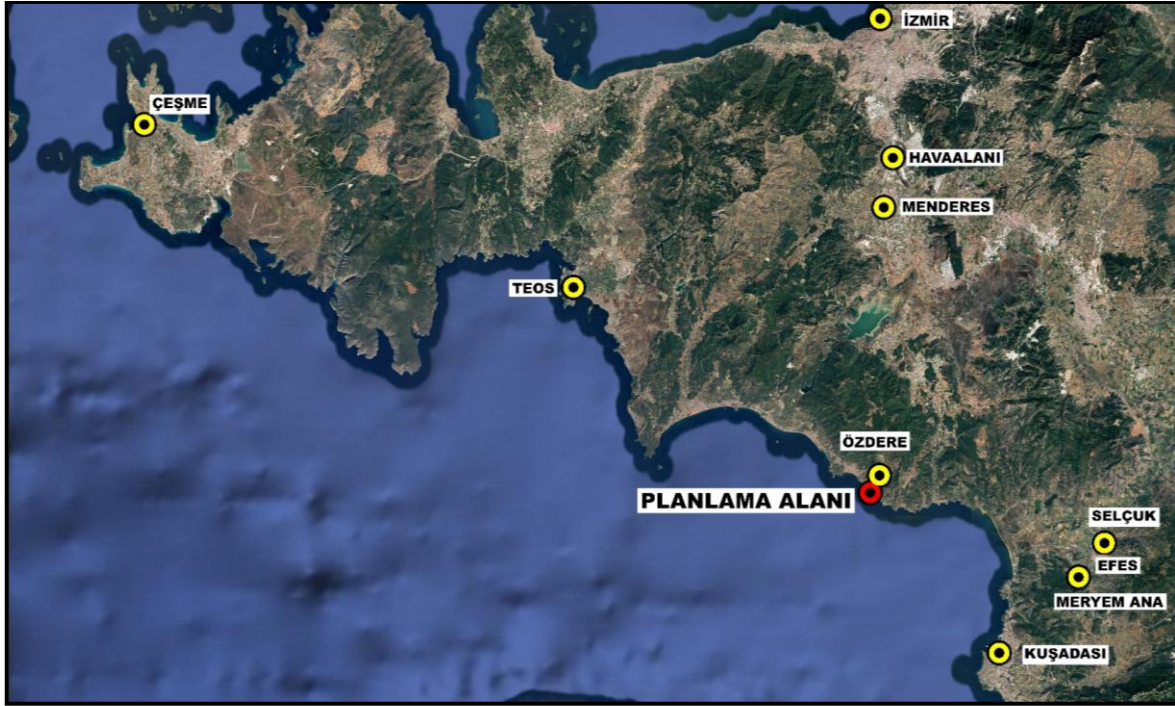 İZMİR
ÇEŞME
HAVAALANI
MENDERES
TEOS
ÖZDERE
PLANLAMA ALANI
SELÇUK
EFES
MERYEM ANA
KUŞADASI